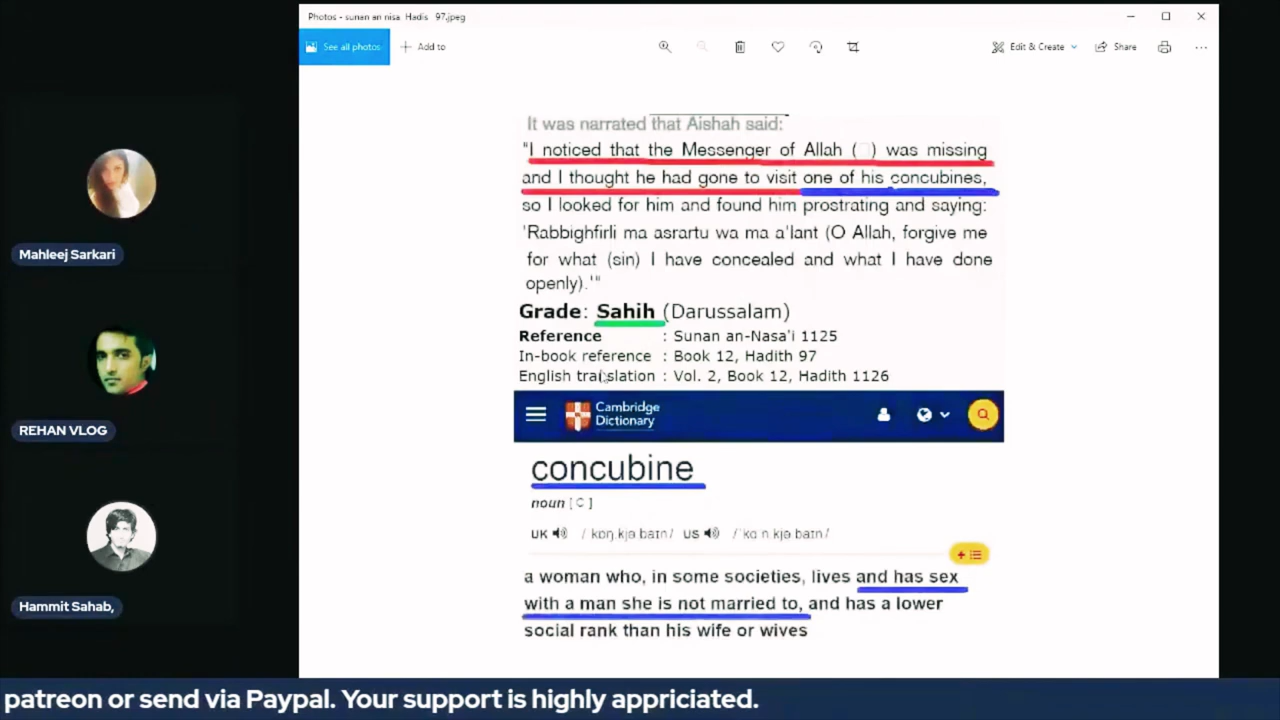 Photos - sunan an nisa. Hadis 97.jpeg
See all photos
Add to
Edit & Create
Share
It was narrated that Aishah said:
"I noticed that the Messenger of Allah ( ) was missing
and I thought he had gone to visit one of his concubines,
so I looked for him and found him prostrating and saying:
'Rabbighfirli ma asrartu wa ma a'lant (O Allah, forgive me
for what (sin) I have concealed and what I have done
openly).'"
Grade: Sahih (Darussalam)
Reference : Sunan an-Nasa'i 1125
In-book reference : Book 12, Hadith 97
English translation : Vol. 2, Book 12, Hadith 1126
Cambridge
Dictionary
concubine
noun [ C ]
UK /ˈkɒŋ.kjə.baɪn/ US /ˈkɑːn.kjə.baɪn/
a woman who, in some societies, lives and has sex
with a man she is not married to, and has a lower
social rank than his wife or wives
Mahleej Sarkari
REHAN VLOG
Hammit Sahab,
patreon or send via Paypal. Your support is highly appriciated.